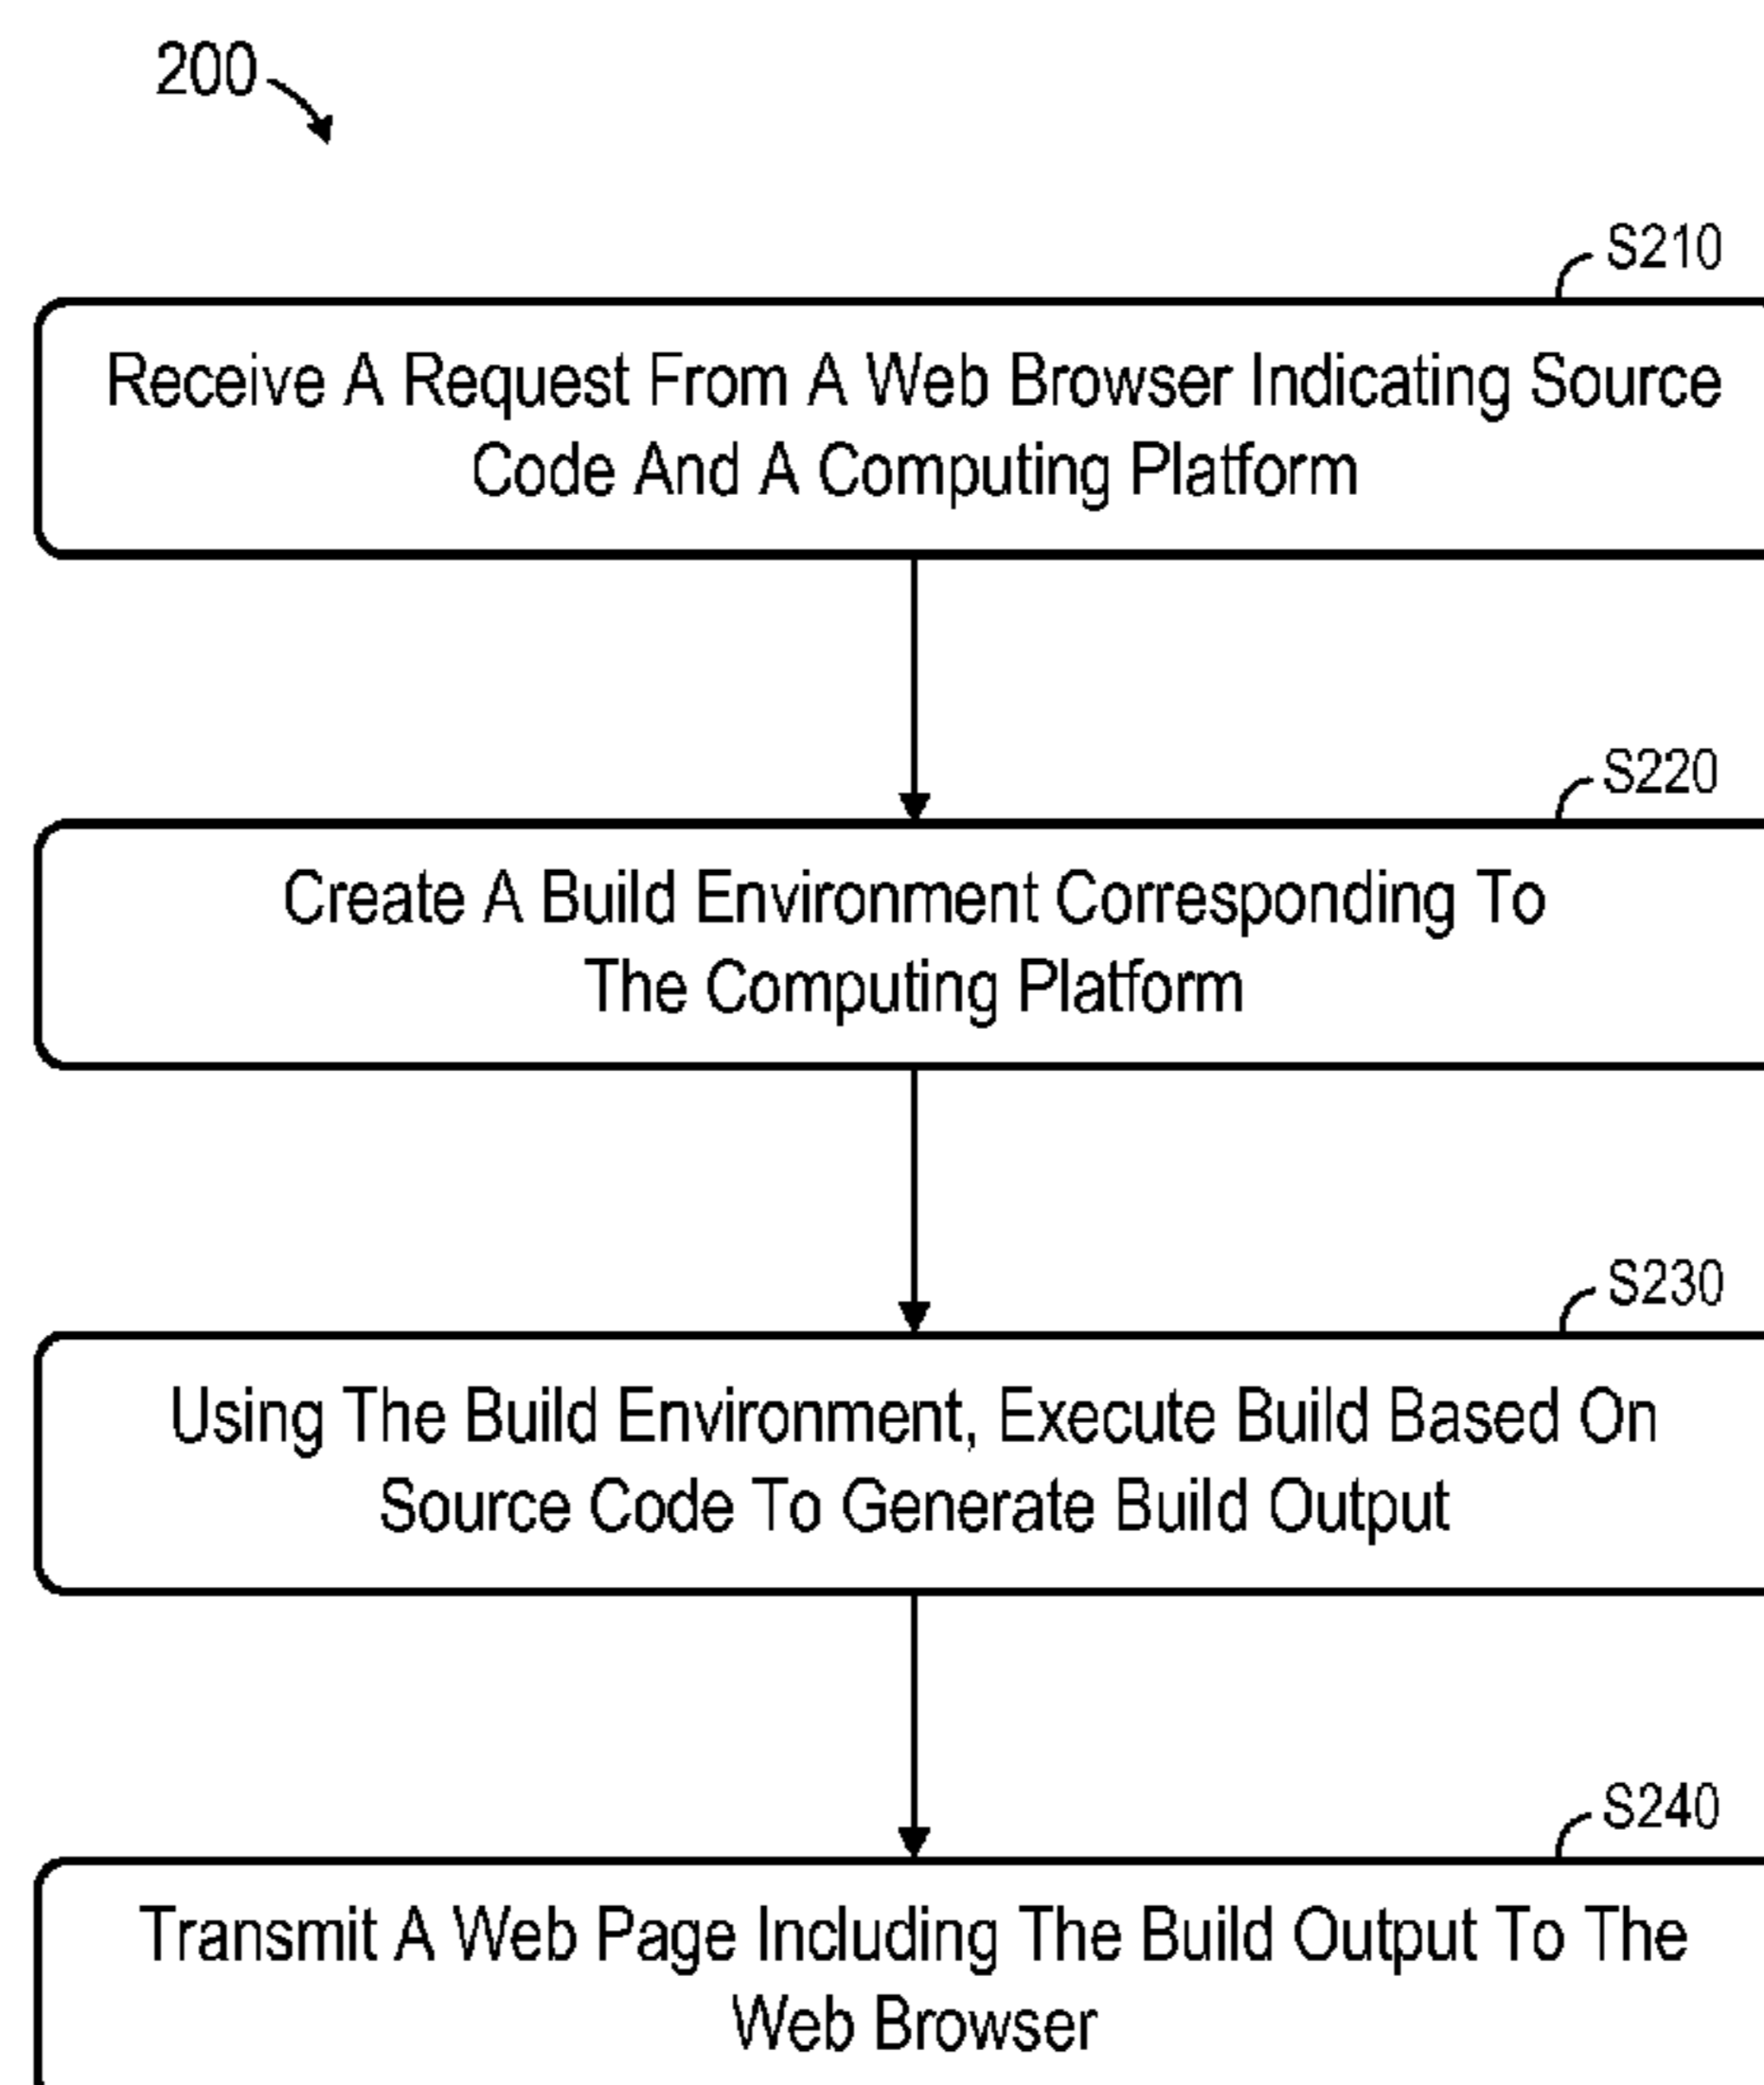 200
S210
Receive A Request From A Web Browser Indicating Source
Code And A Computing Platform
S220
Create A Build Environment Corresponding To
The Computing Platform
S230
Using The Build Environment, Execute Build Based On
Source Code To Generate Build Output
S240
Transmit A Web Page Including The Build Output To The
Web Browser